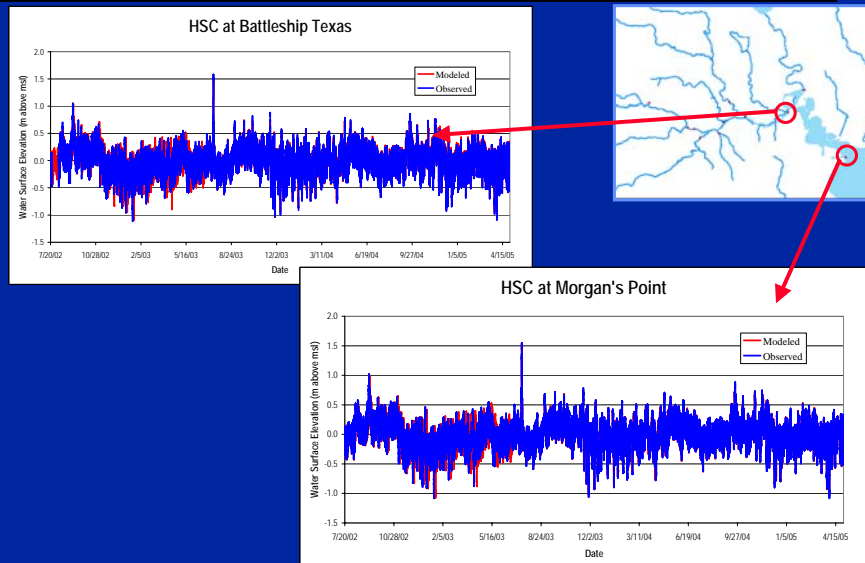 HSC at Battleship Texas
Water Surface Elevation (m above msl)
2.0
1.5
1.0
0.5
0.0
-0.5
-1.0
-1.5
Modeled
Observed
7/20/02 10/28/02 2/5/03 5/16/03 8/24/03 12/2/03 3/11/04 6/19/04 9/27/04 1/5/05 4/15/05
Date
HSC at Morgan's Point
Water Surface Elevation (m above msl)
2.0
1.5
1.0
0.5
0.0
-0.5
-1.0
-1.5
Modeled
Observed
7/20/02 10/28/02 2/5/03 5/16/03 8/24/03 12/2/03 3/11/04 6/19/04 9/27/04 1/5/05 4/15/05
Date